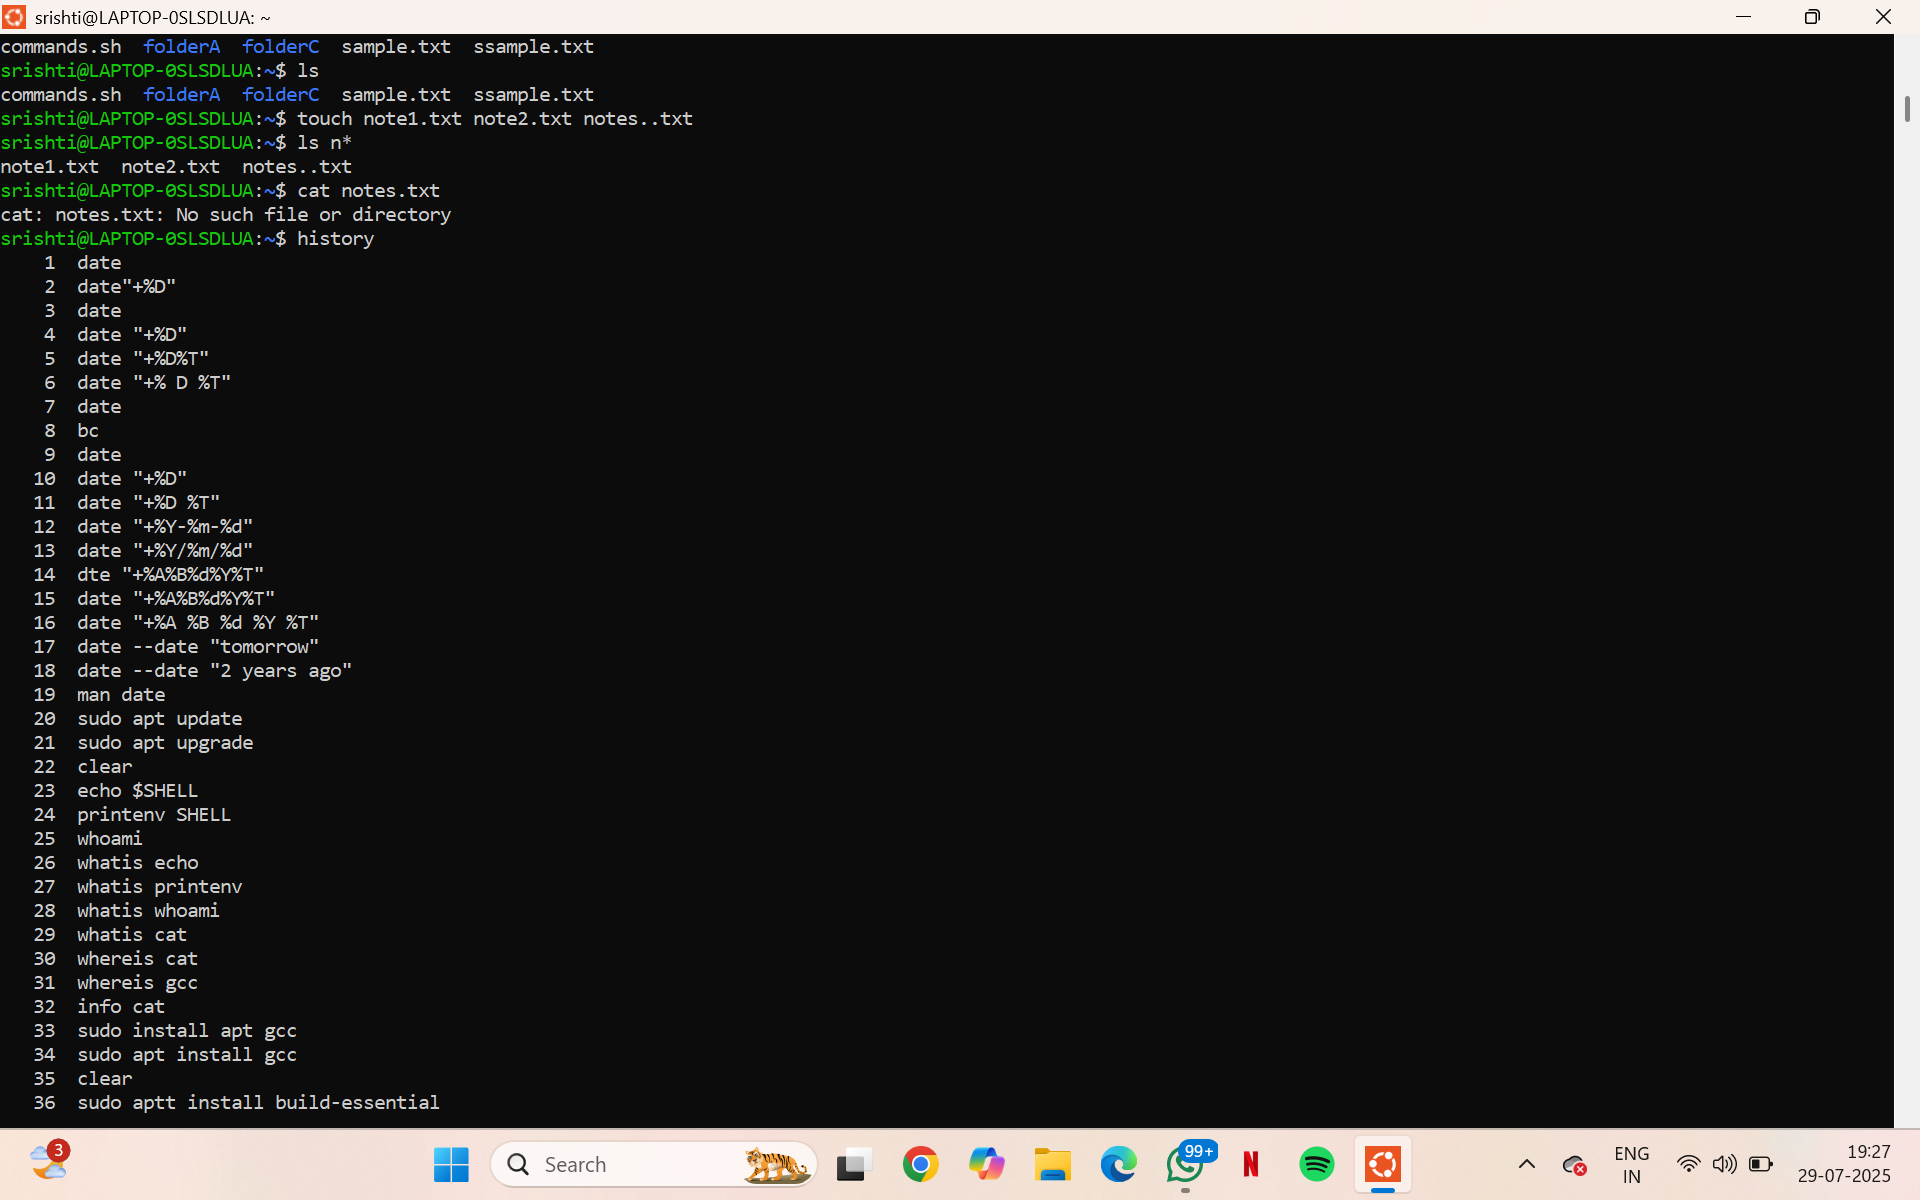 srishti@LAPTOP-0SLSDLUA: ~
commands.sh  folderA  folderC  sample.txt  ssample.txt
srishti@LAPTOP-0SLSDLUA:~$ ls
commands.sh  folderA  folderC  sample.txt  ssample.txt
srishti@LAPTOP-0SLSDLUA:~$ touch note1.txt note2.txt notes..txt
srishti@LAPTOP-0SLSDLUA:~$ ls n*
note1.txt  note2.txt  notes..txt
srishti@LAPTOP-0SLSDLUA:~$ cat notes.txt
cat: notes.txt: No such file or directory
srishti@LAPTOP-0SLSDLUA:~$ history
    1  date
    2  date"+%D"
    3  date
    4  date "+%D"
    5  date "+%D%T"
    6  date "+% D %T"
    7  date
    8  bc
    9  date
   10  date "+%D"
   11  date "+%D %T"
   12  date "+%Y-%m-%d"
   13  date "+%Y/%m/%d"
   14  dte "+%A%B%d%Y%T"
   15  date "+%A%B%d%Y%T"
   16  date "+%A %B %d %Y %T"
   17  date --date "tomorrow"
   18  date --date "2 years ago"
   19  man date
   20  sudo apt update
   21  sudo apt upgrade
   22  clear
   23  echo $SHELL
   24  printenv SHELL
   25  whoami
   26  whatis echo
   27  whatis printenv
   28  whatis whoami
   29  whatis cat
   30  whereis cat
   31  whereis gcc
   32  info cat
   33  sudo install apt gcc
   34  sudo apt install gcc
   35  clear
   36  sudo aptt install build-essential
3
Search
99+
N
ENG
IN
19:27
29-07-2025